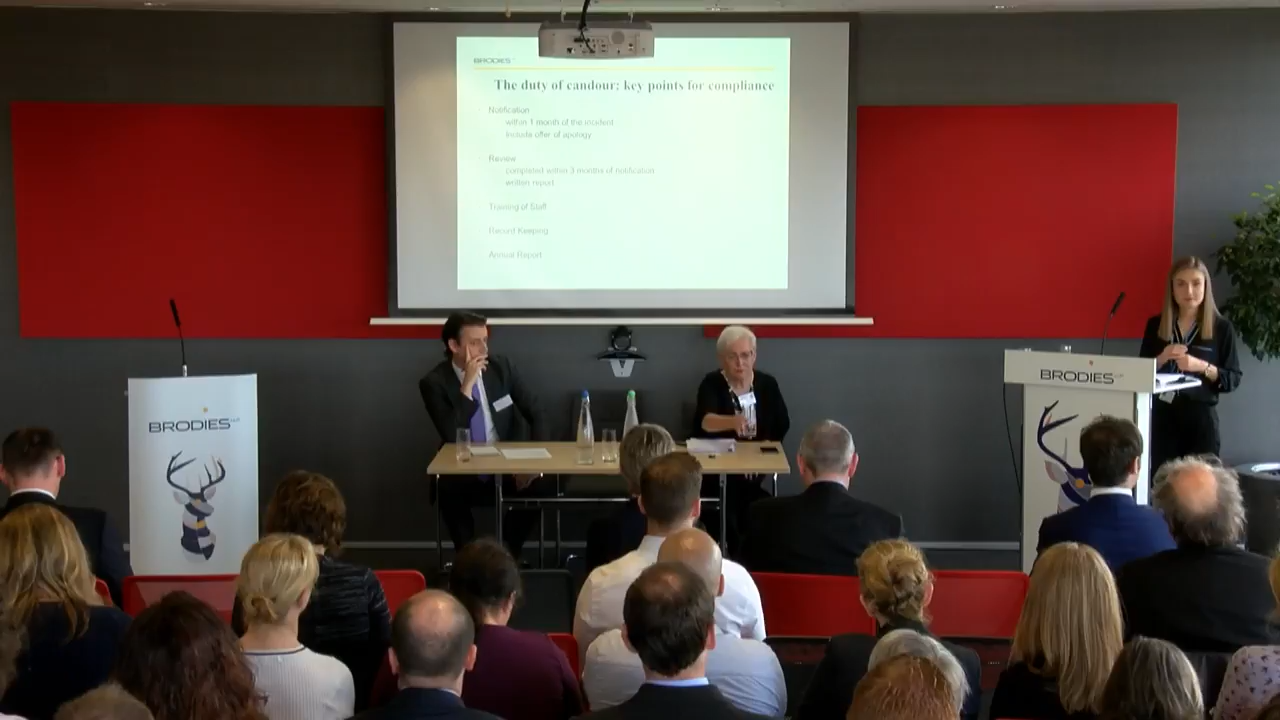 BRODIES
The duty of candour: key points for compliance
Notification
within 1 month of the incident
include offer of apology
Review
completed within 3 months of notification
written report
Training of Staff
Record Keeping
Annual Report
BRODIES LLP
BRODIES LLP